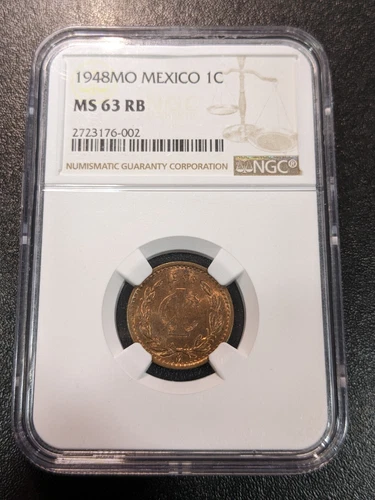 1948MO MEXICO 1C
MS 63 RB
2723176-002
NUMISMATIC GUARANTY CORPORATION
NGC®